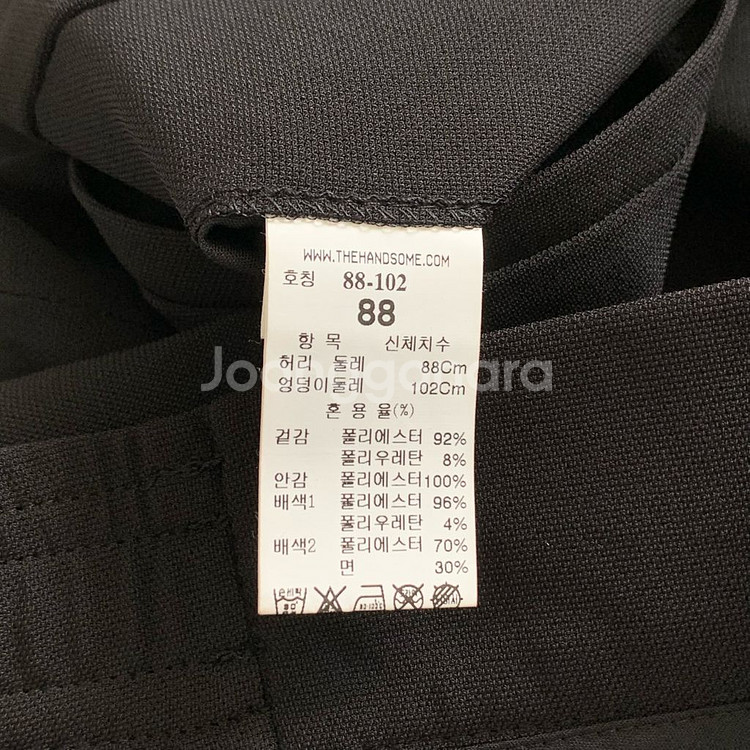 WWW.THEHANDSOME.COM
호칭 88-102
88
항 목 신체치수
허리 둘레 88Cm
엉덩이둘레 102Cm
Joonggonara
혼 용 율(%)
겉감 폴리에스터 92%
폴리우레탄 8%
안감 폴리에스터100%
배색1 폴리에스터 96%
폴리우레탄 4%
배색2 폴리에스터 70%
면 30%